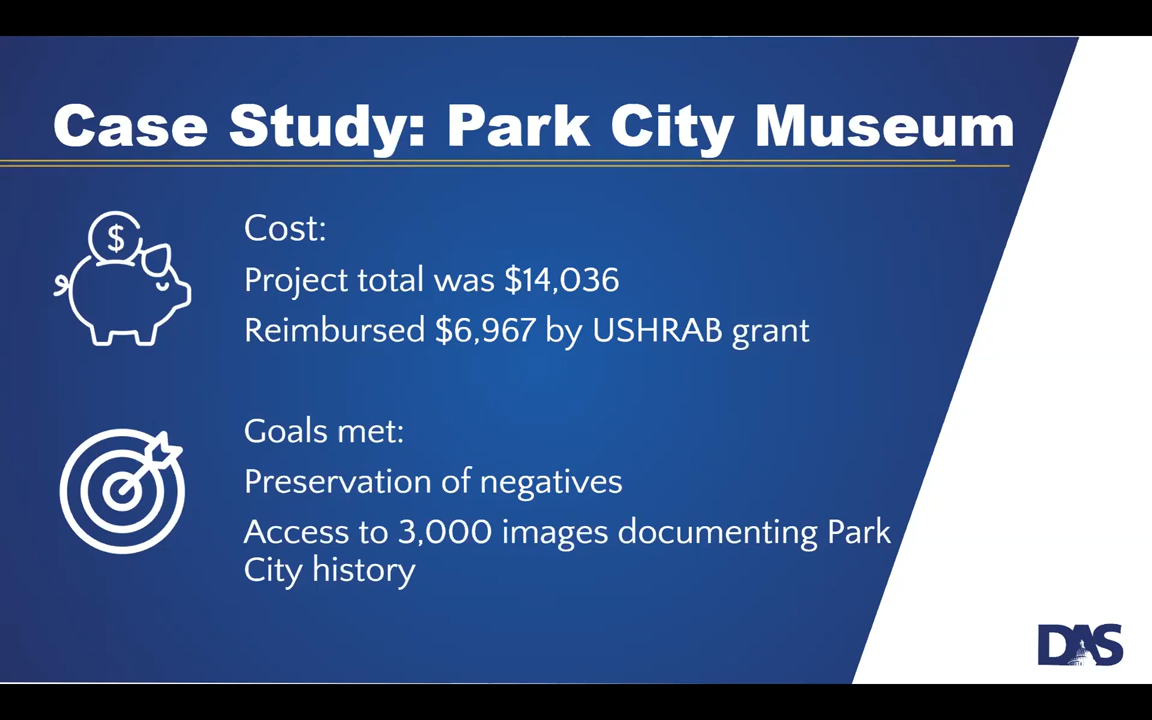 Case Study: Park City Museum
$
Cost:
Project total was $14,036
Reimbursed $6,967 by USHRAB grant
Goals met:
Preservation of negatives
Access to 3,000 images documenting Park
City history
DAS